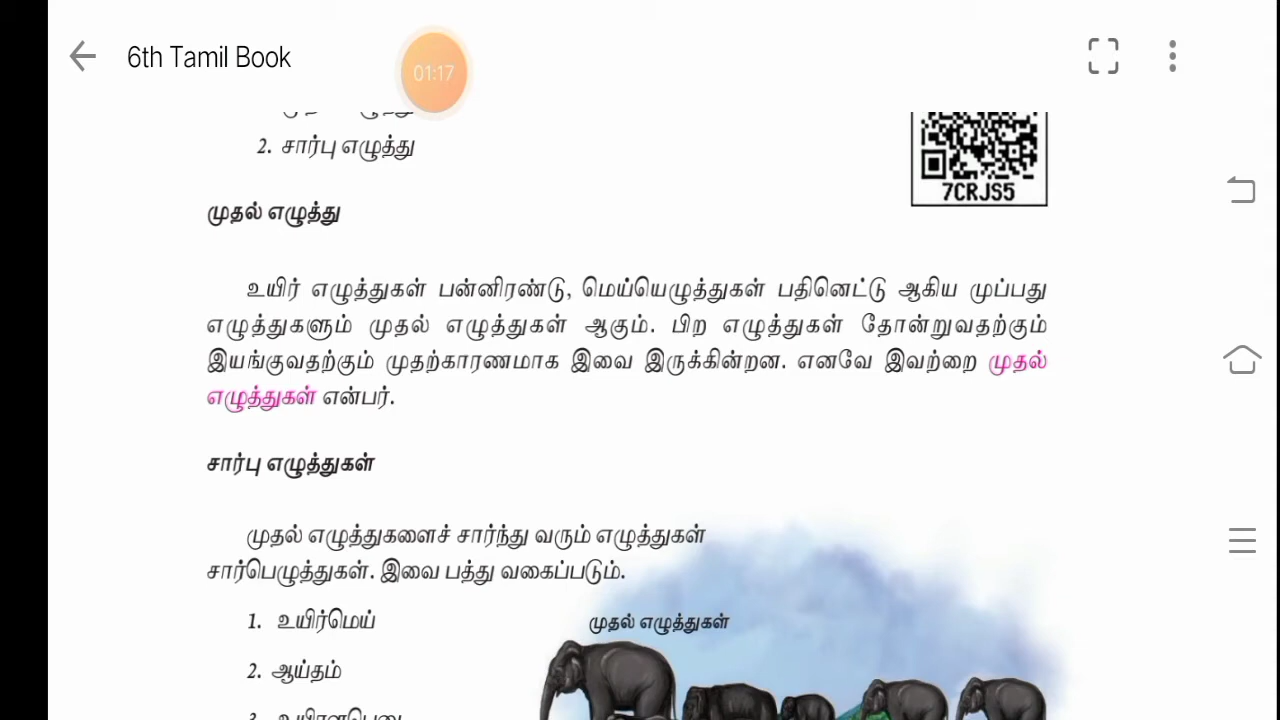 6th Tamil Book
01:17
2. சார்பு எழுத்து
7CRJS5
முதல் எழுத்து
உயிர் எழுத்துகள் பன்னிரண்டு, மெய்யெழுத்துகள் பதினெட்டு ஆகிய முப்பது
எழுத்துகளும் முதல் எழுத்துகள் ஆகும். பிற எழுத்துகள் தோன்றுவதற்கும்
இயங்குவதற்கும் முதற்காரணமாக இவை இருக்கின்றன. எனவே இவற்றை முதல்
எழுத்துகள் என்பர்.
சார்பு எழுத்துகள்
முதல் எழுத்துகளைச் சார்ந்து வரும் எழுத்துகள்
சார்பெழுத்துகள். இவை பத்து வகைப்படும்.
1. உயிர்மெய்
முதல் எழுத்துகள்
2. ஆய்தம்